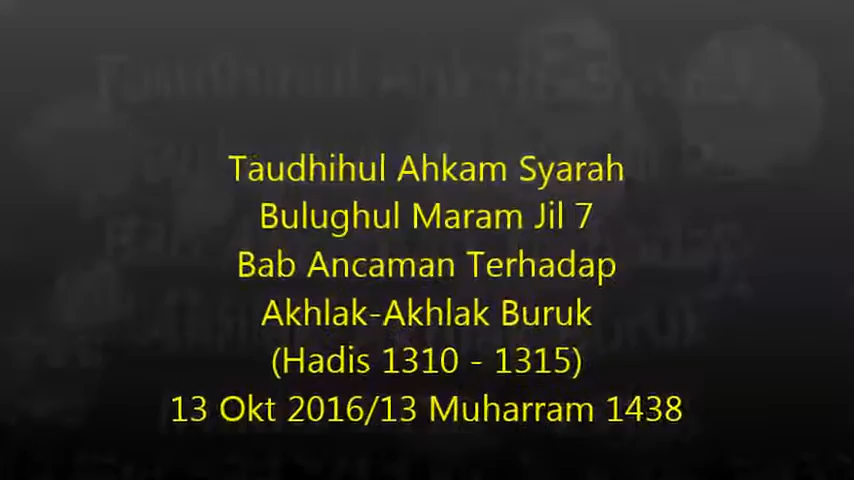 Taudhihul Ahkam Syarah
Bulughul Maram Jil 7
Bab Ancaman Terhadap
Akhlak-Akhlak Buruk
(Hadis 1310 - 1315)
13 Okt 2016/13 Muharram 1438